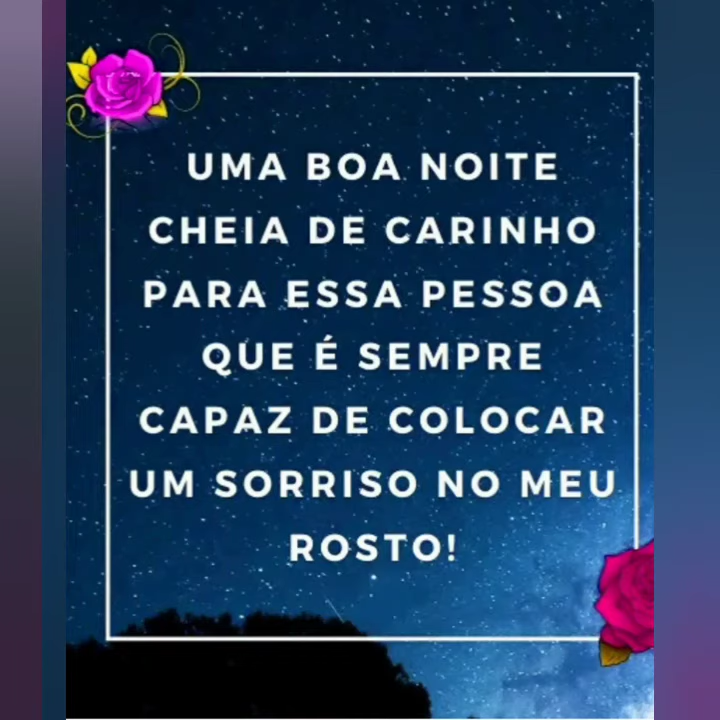 UMA BOA NOITE
CHEIA DE CARINHO
PARA ESSA PESSOA
QUE É SEMPRE
CAPAZ DE COLOCAR
UM SORRISO NO MEU
ROSTO!